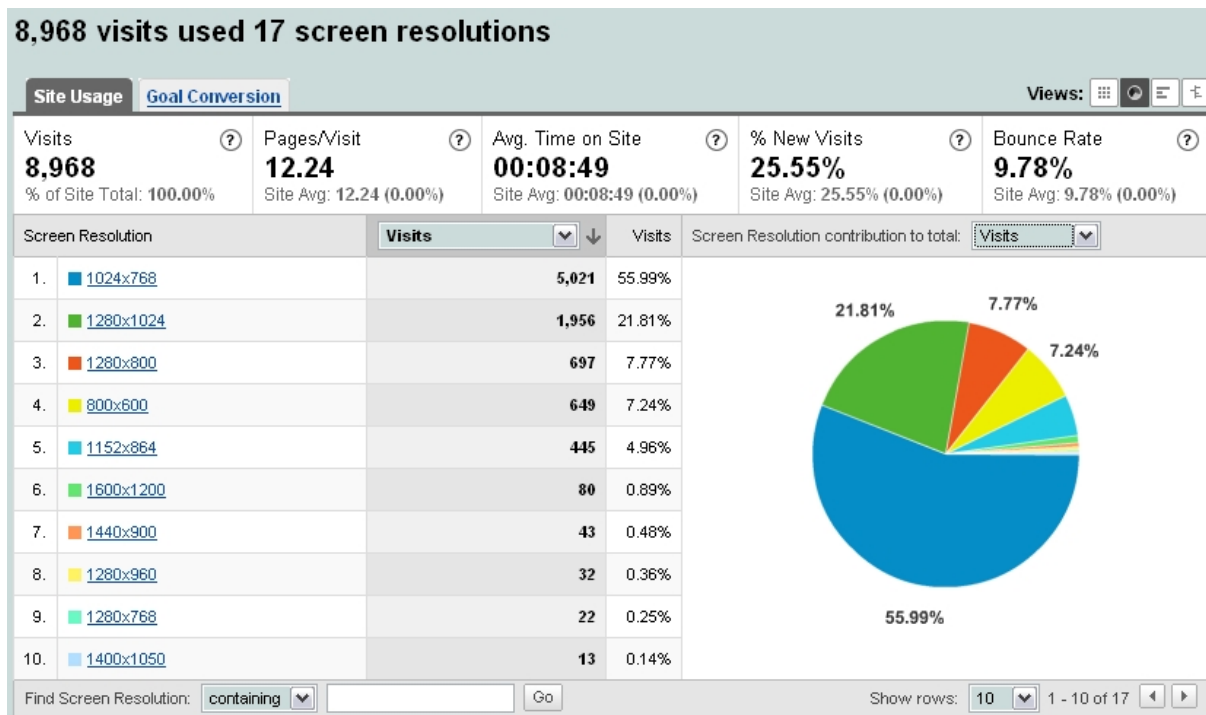 8,968 visits used 17 screen resolutions
Site Usage Goal Conversion Views:
Visits ? Pages/Visit ? Avg. Time on Site ? % New Visits ? Bounce Rate ?
8,968 12.24 00:08:49 25.55% 9.78%
% of Site Total: 100.00% Site Avg: 12.24 (0.00%) Site Avg: 00:08:49 (0.00%) Site Avg: 25.55% (0.00%) Site Avg: 9.78% (0.00%)
Screen Resolution Visits Visits Screen Resolution contribution to total: Visits
1. 1024x768 5,021 55.99%
2. 1280x1024 1,956 21.81%
3. 1280x800 697 7.77%
4. 800x600 649 7.24%
5. 1152x864 445 4.96%
6. 1600x1200 80 0.89%
7. 1440x900 43 0.48%
8. 1280x960 32 0.36%
9. 1280x768 22 0.25%
10. 1400x1050 13 0.14%
21.81%
7.77%
7.24%
55.99%
Find Screen Resolution: containing Go Show rows: 10 1 - 10 of 17